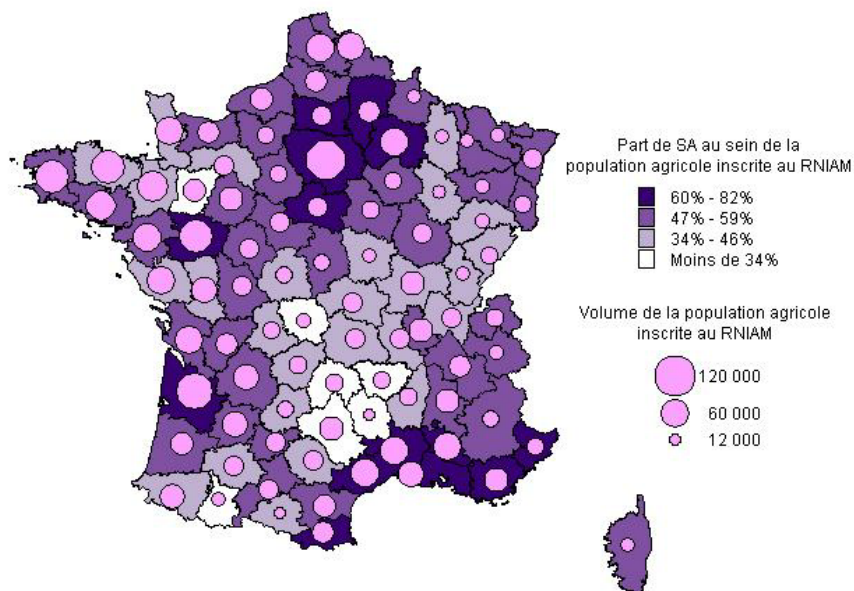 Part de SA au sein de la
population agricole inscrite au RNIAM
60% - 82%
47% - 59%
34% - 46%
Moins de 34%
Volume de la population agricole
inscrite au RNIAM
120 000
60 000
12 000